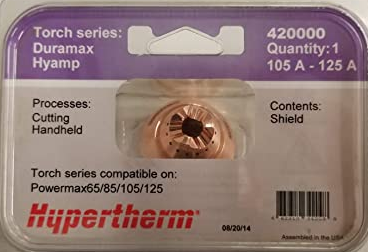 Torch series:
Duramax
Hyamp
420000
Quantity: 1
105 A - 125 A
Processes:
Cutting
Handheld
Contents:
Shield
Torch series compatible on:
Powermax65/85/105/125
Hypertherm®
08/20/14
Assembled in the USA